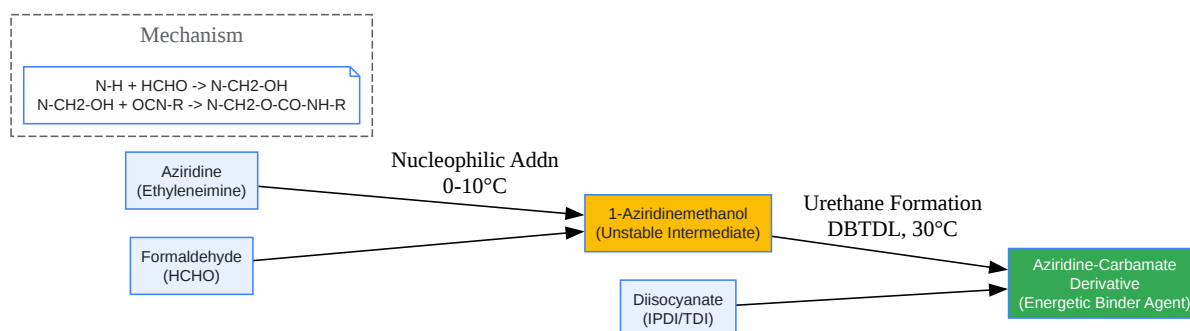 Mechanism
N-H + HCHO -> N-CH2-OH
N-CH2-OH + OCN-R -> N-CH2-O-CO-NH-R
Aziridine
(Ethyleneimine)
Nucleophilic Addn
0-10°C
Formaldehyde
(HCHO)
1-Aziridinemethanol
(Unstable Intermediate)
Urethane Formation
DBTDL, 30°C
Diisocyanate
(IPDI/TDI)
Aziridine-Carbamate
Derivative
(Energetic Binder Agent)